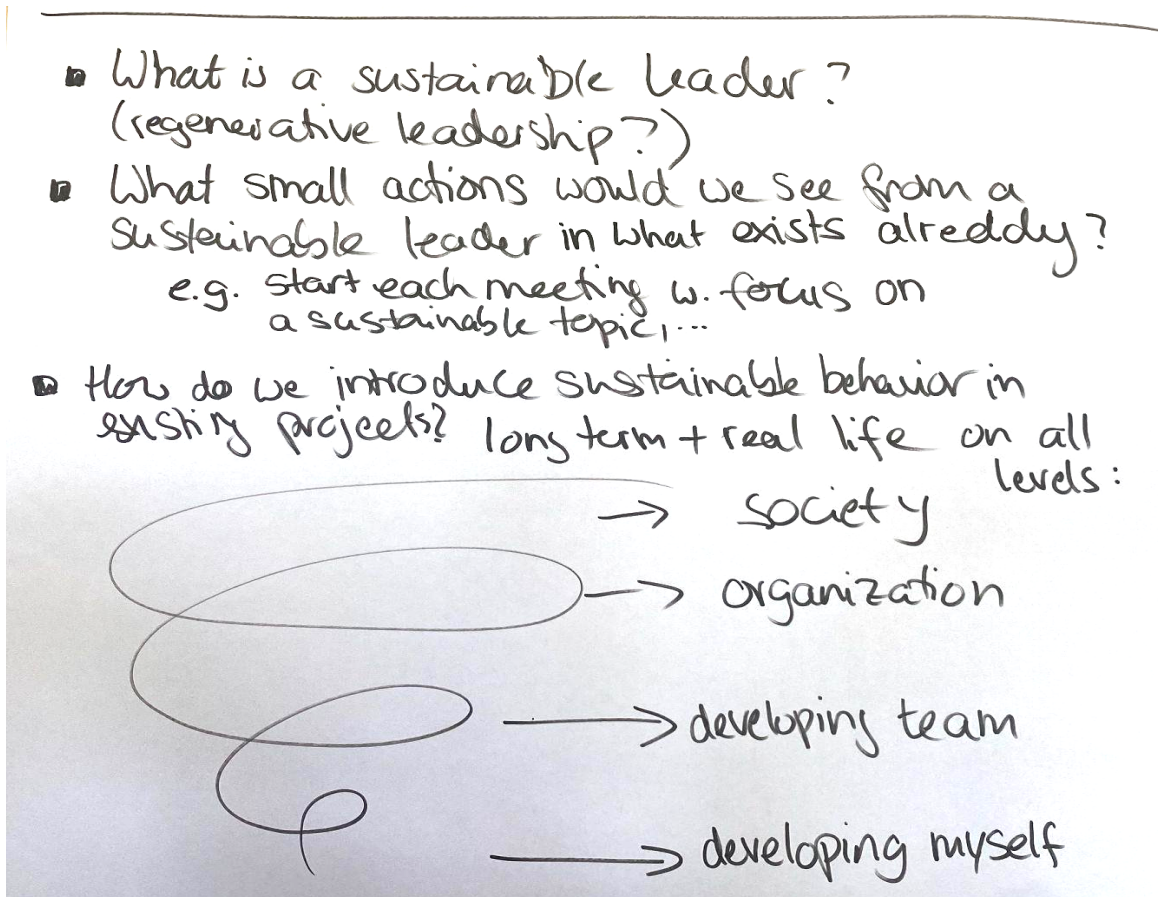 What is a sustainable leader?
(regenerative leadership?)
What small actions would we see from a
sustainable leader in what exists alreddy?
e.g. start each meeting w. focus on
a sustainable topic, ...
How do we introduce sustainable behavior in
existing projects? long term + real life on all
levels:
→ society
→ organization
→ developing team
→ developing myself